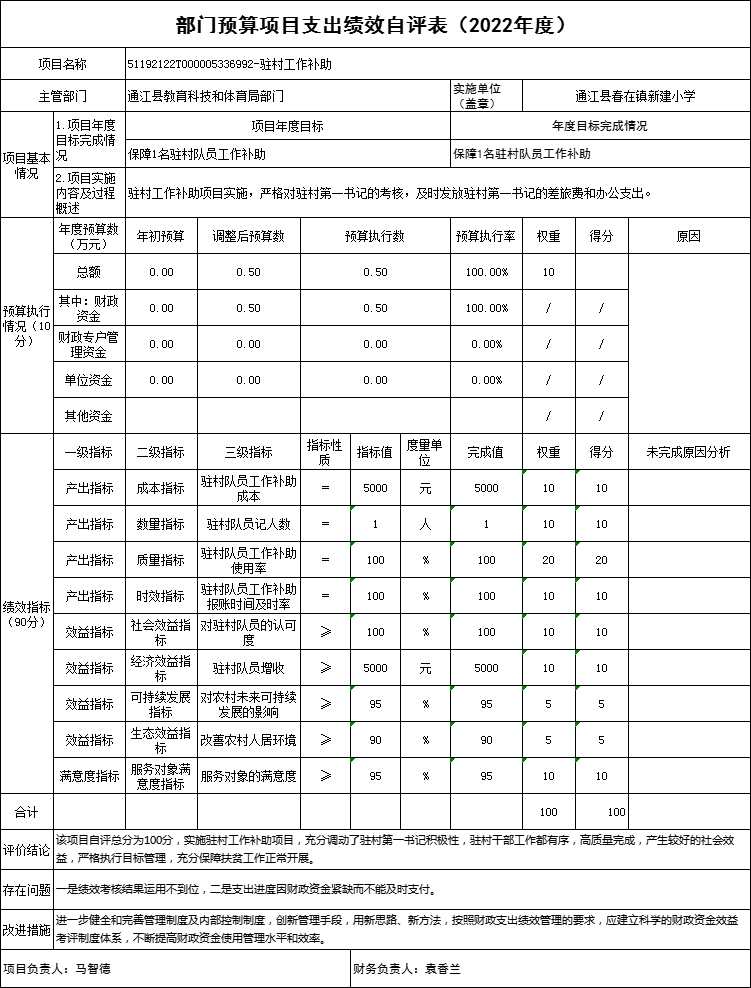 部门预算项目支出绩效自评表（2022年度）
项目名称 51192122T000005336992-驻村工作补助
主管部门 通江县教育科技和体育局部门 实施单位（盖章） 通江县春在镇新建小学
项目基本情况 1.项目年度目标完成情况 项目年度目标 年度目标完成情况
保障1名驻村队员工作补助 保障1名驻村队员工作补助
2.项目实施内容及过程概述 驻村工作补助项目实施，严格对驻村第一书记的考核，及时发放驻村第一书记的差旅费和办公支出。
预算执行情况（10分） 年度预算数（万元） 年初预算 调整后预算数 预算执行数 预算执行率 权重 得分 原因
总额 0.00 0.50 0.50 100.00% 10
其中：财政资金 0.00 0.50 0.50 100.00% / /
财政专户管理资金 0.00 0.00 0.00 0.00% / /
单位资金 0.00 0.00 0.00 0.00% / /
其他资金 / /
绩效指标（90分） 一级指标 二级指标 三级指标 指标性质 指标值 度量单位 完成值 权重 得分 未完成原因分析
产出指标 成本指标 驻村队员工作补助成本 ＝ 5000 元 5000 10 10
产出指标 数量指标 驻村队员记人数 ＝ 1 人 1 10 10
产出指标 质量指标 驻村队员工作补助使用率 ＝ 100 % 100 20 20
产出指标 时效指标 驻村队员工作补助报账时间及时率 ＝ 100 % 100 10 10
效益指标 社会效益指标 对驻村队员的认可度 ≥ 100 % 100 10 10
效益指标 经济效益指标 驻村队员增收 ≥ 5000 元 5000 10 10
效益指标 可持续发展指标 对农村未来可持续发展的影响 ≥ 95 % 95 5 5
效益指标 生态效益指标 改善农村人居环境 ≥ 90 % 90 5 5
满意度指标 服务对象满意度指标 服务对象的满意度 ≥ 95 % 95 10 10
合计 100 100
评价结论 该项目自评总分为100分，实施驻村工作补助项目，充分调动了驻村第一书记积极性，驻村干部工作都有序，高质量完成，产生较好的社会效
益，严格执行目标管理，充分保障扶贫工作正常开展。
存在问题 一是绩效考核结果运用不到位，二是支出进度因财政资金紧缺而不能及时支付。
改进措施 进一步健全和完善管理制度及内部控制制度，创新管理手段，用新思路、新方法，按照财政支出绩效管理的要求，应建立科学的财政资金效益
考评制度体系，不断提高财政资金使用管理水平和效率。
项目负责人：马智德 财务负责人：袁香兰